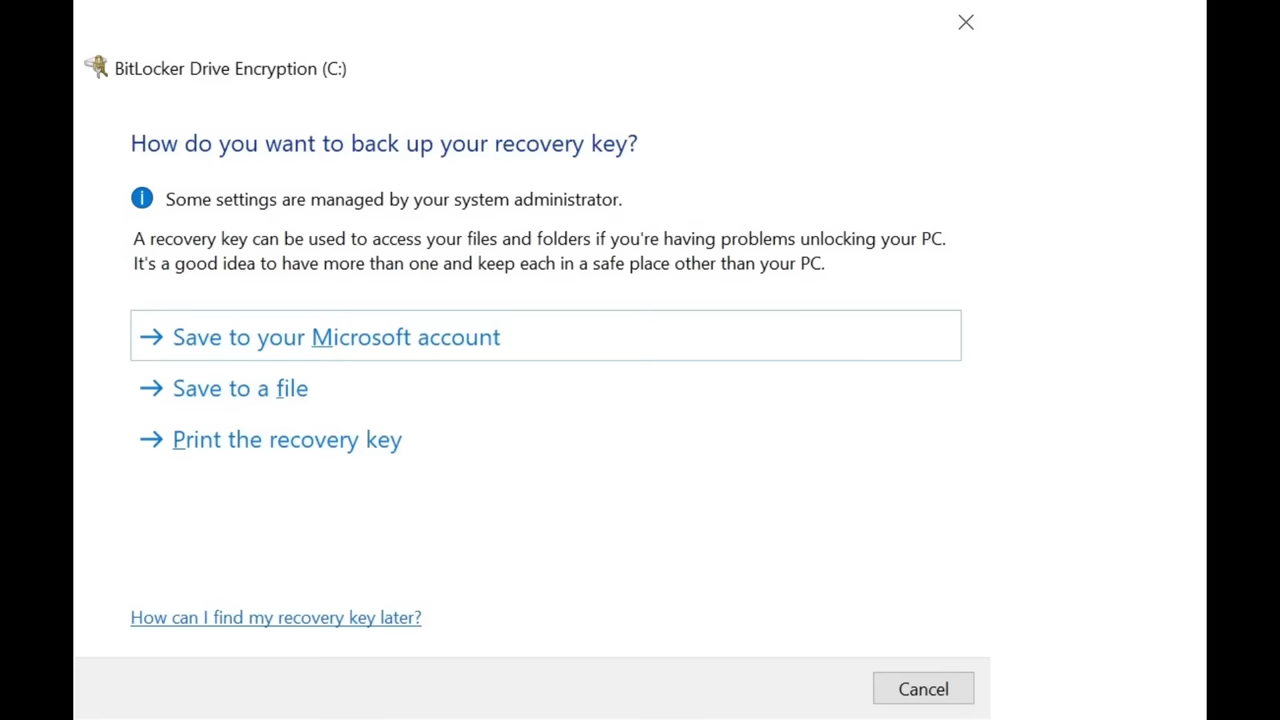 BitLocker Drive Encryption (C:)
How do you want to back up your recovery key?
Some settings are managed by your system administrator.
A recovery key can be used to access your files and folders if you're having problems unlocking your PC.
It's a good idea to have more than one and keep each in a safe place other than your PC.
Save to your Microsoft account
Save to a file
Print the recovery key
How can I find my recovery key later?
Cancel